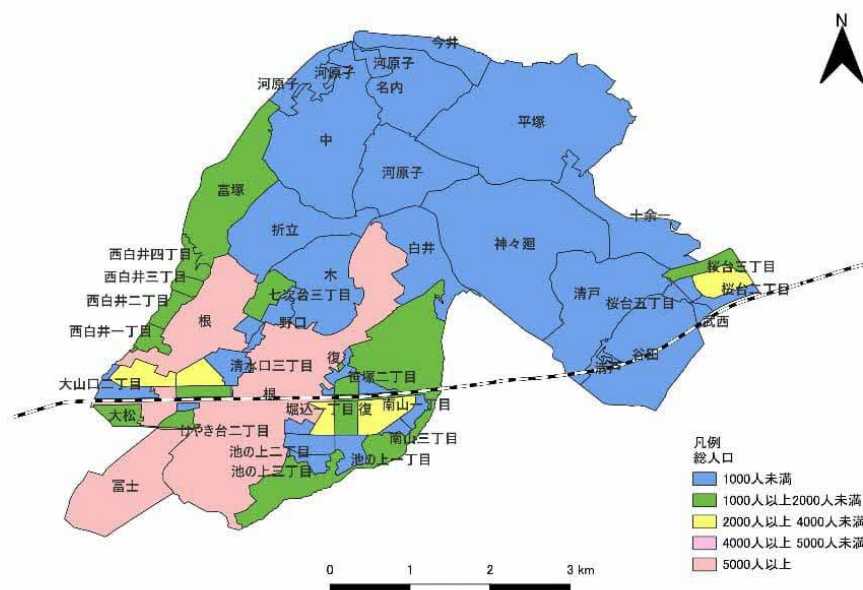 N
今井
河原子
河原子
河原子
名内
平塚
中
河原子
富塚
十余一
折立
白井
神々廻
西白井四丁目
木
桜台三丁目
西白井三丁目
清戸
七次台三丁目
桜台二丁目
西白井二丁目
桜台五丁目
野口
武西
西白井一丁目
根
清水口三丁目
復
谷田
清戸
笹塚二丁目
大山口二丁目
根
大松
堀込一丁目
復
南山一丁目
けやき台二丁目
南山三丁目
池の上二丁目
池の上一丁目
池の上三丁目
冨士
凡例
総人口
1000人未満
1000人以上2000人未満
2000人以上 4000人未満
4000人以上 5000人未満
5000人以上
0 1 2 3 km